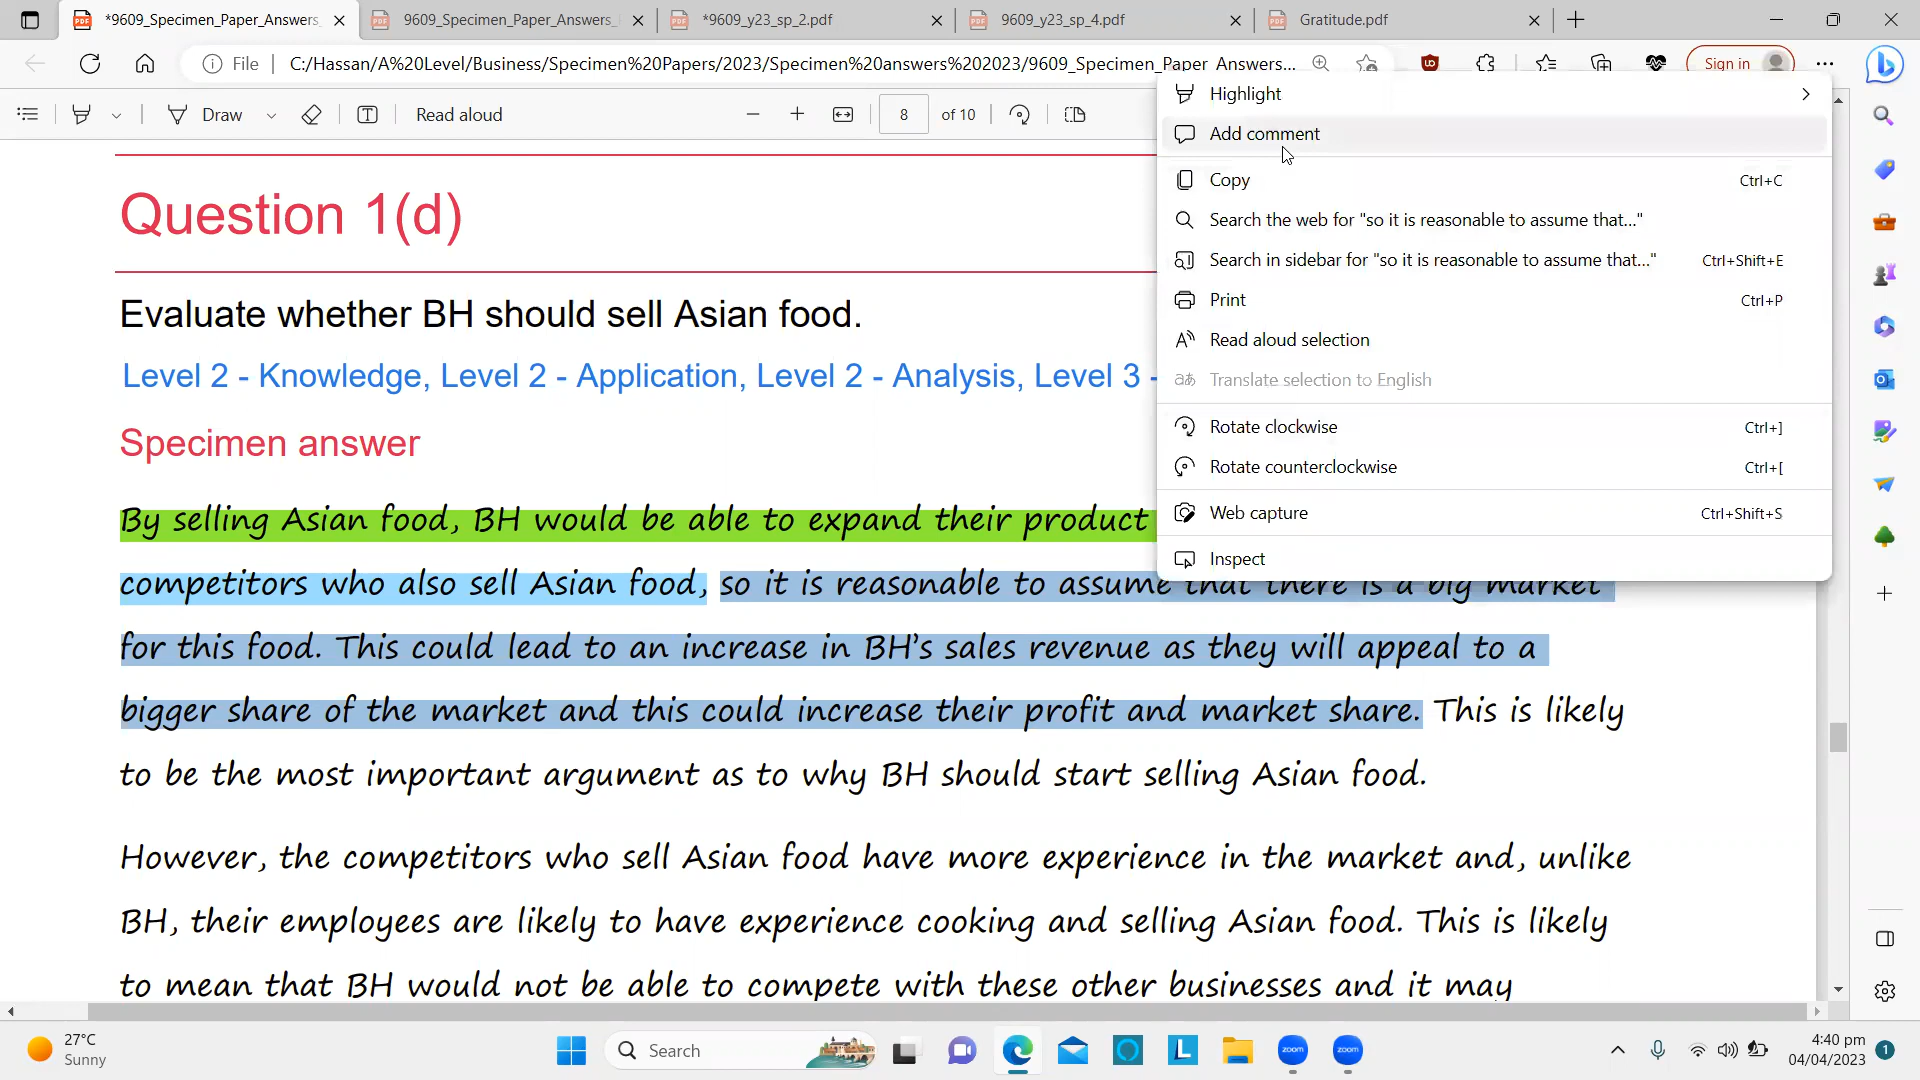 *9609_Specimen_Paper_Answers_
9609_Specimen_Paper_Answers_
*9609_y23_sp_2.pdf
9609_y23_sp_4.pdf
Gratitude.pdf
File
C:/Hassan/A%20Level/Business/Specimen%20Papers/2023/Specimen%20answers%202023/9609_Specimen_Paper_Answers...
Sign in
Draw
Read aloud
8 of 10
Highlight
Add comment
Copy Ctrl+C
Search the web for "so it is reasonable to assume that..."
Search in sidebar for "so it is reasonable to assume that..." Ctrl+Shift+E
Print Ctrl+P
Read aloud selection
Translate selection to English
Rotate clockwise Ctrl+]
Rotate counterclockwise Ctrl+[
Web capture Ctrl+Shift+S
Inspect
Question 1(d)
Evaluate whether BH should sell Asian food.
Level 2 - Knowledge, Level 2 - Application, Level 2 - Analysis, Level 3 -
Specimen answer
By selling Asian food, BH would be able to expand their product
competitors who also sell Asian food, so it is reasonable to assume that there is a big market
for this food. This could lead to an increase in BH's sales revenue as they will appeal to a
bigger share of the market and this could increase their profit and market share. This is likely
to be the most important argument as to why BH should start selling Asian food.
However, the competitors who sell Asian food have more experience in the market and, unlike
BH, their employees are likely to have experience cooking and selling Asian food. This is likely
to mean that BH would not be able to compete with these other businesses and it may
27°C
Sunny
Search
zoom
zoom
4:40 pm
04/04/2023
1